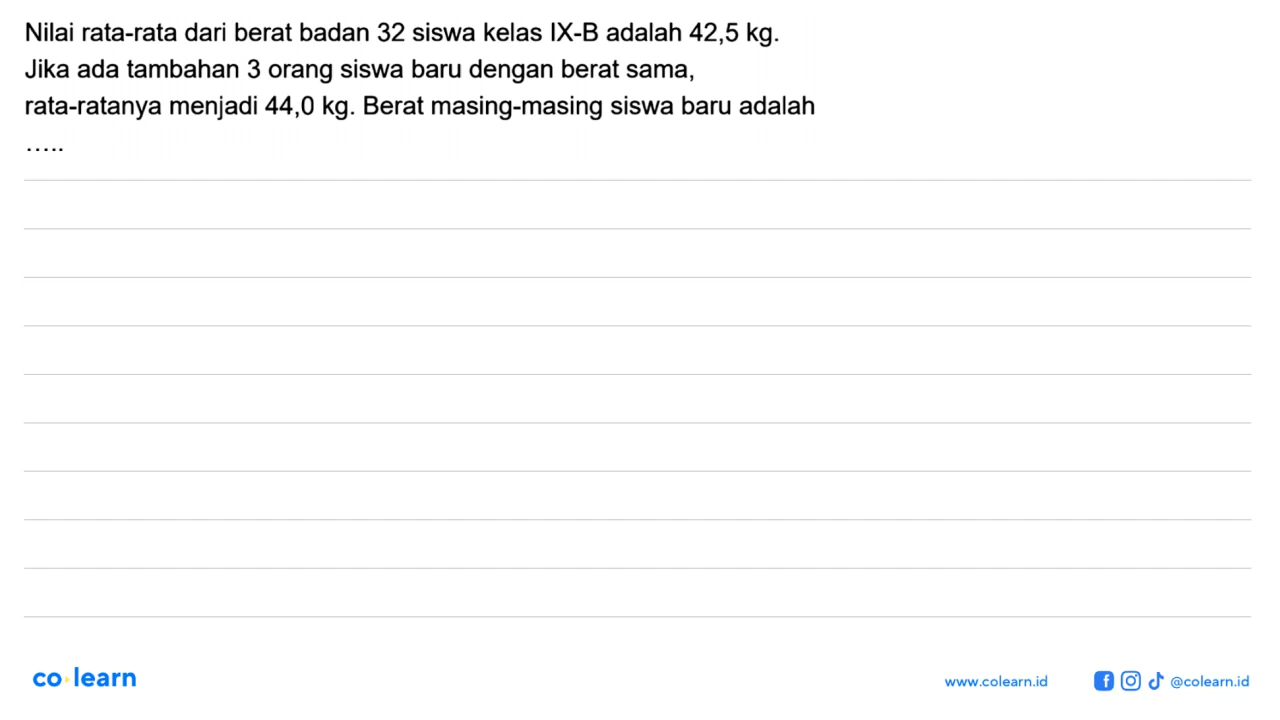 Nilai rata-rata dari berat badan 32 siswa kelas IX-B adalah 42,5 kg.
Jika ada tambahan 3 orang siswa baru dengan berat sama,
rata-ratanya menjadi 44,0 kg. Berat masing-masing siswa baru adalah
.....
co learn
www.colearn.id
@colearn.id